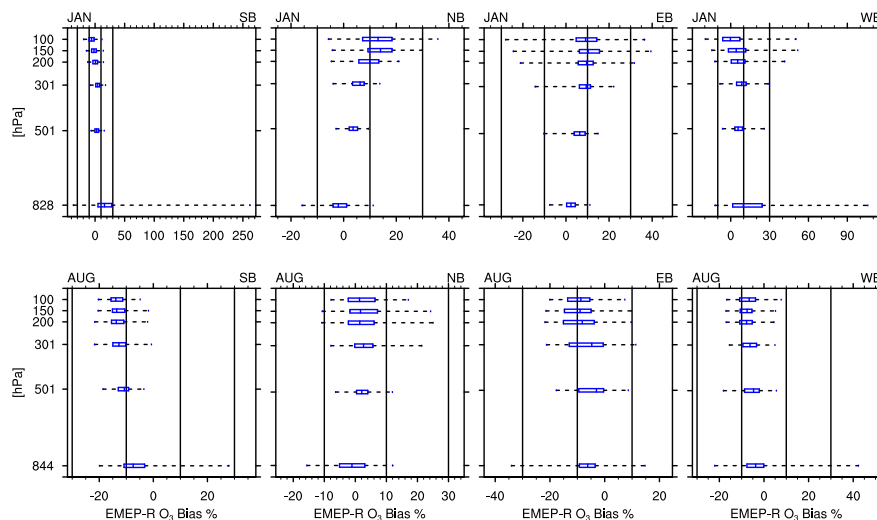 JAN SB JAN NB JAN EB JAN WB
100
150
200
301
501
828
[hPa]
0 50 100 150 200 250 -20 0 20 40 -20 0 20 40 0 30 60 90
AUG SB AUG NB AUG EB AUG WB
100
150
200
301
501
844
[hPa]
-20 0 20 -20 -10 0 10 20 30 -40 -20 0 20 -20 0 20 40
EMEP-R O₃ Bias % EMEP-R O₃ Bias % EMEP-R O₃ Bias % EMEP-R O₃ Bias %